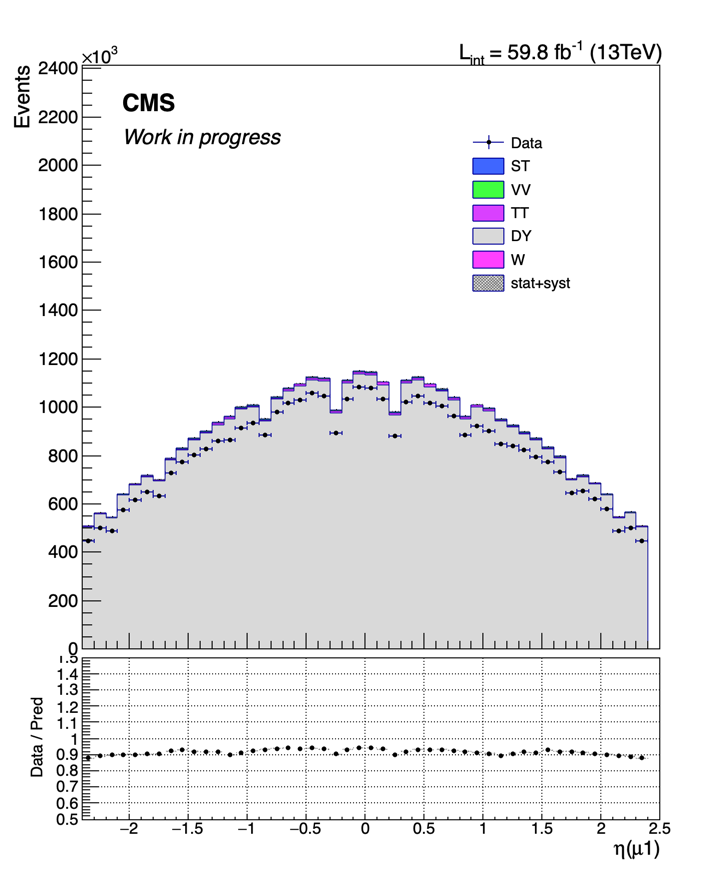 ×10³
L_int = 59.8 fb⁻¹ (13TeV)
Events
2400
2200
2000
1800
1600
1400
1200
1000
800
600
400
200
0
CMS
Work in progress
Data
ST
VV
TT
DY
W
stat+syst
Data / Pred
1.5
1.4
1.3
1.2
1.1
1
0.9
0.8
0.7
0.6
0.5
−2 −1.5 −1 −0.5 0 0.5 1 1.5 2 2.5
η(μ1)